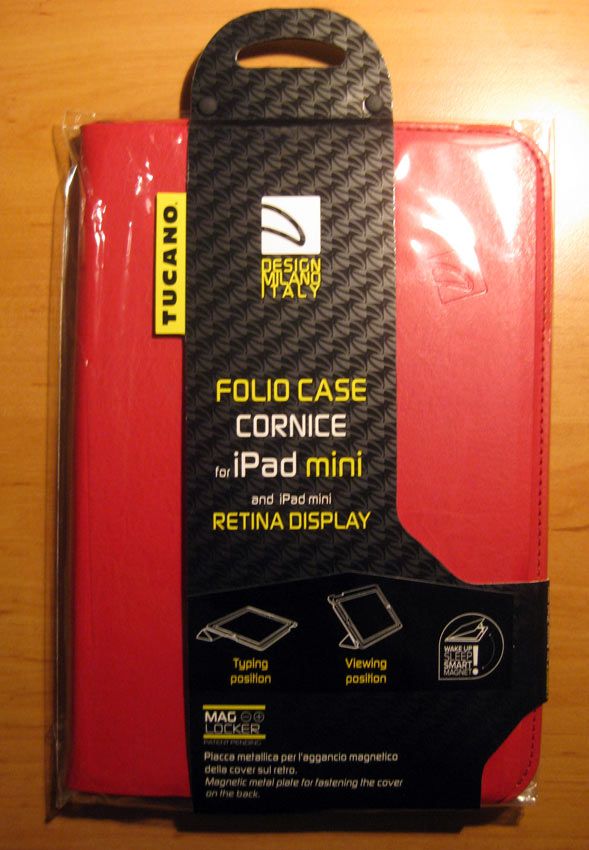 TUCANO
DESIGN
MILANO
ITALY
FOLIO CASE
CORNICE
for iPad mini
and iPad mini
RETINA DISPLAY
Typing
position
Viewing
position
WAKE UP
SLEEP
SMART
MAGNET
!
MAG
LOCKER
PATENT PENDING
Placca metallica per l'aggancio magnetico
della cover sul retro.
Magnetic metal plate for fastening the cover
on the back.